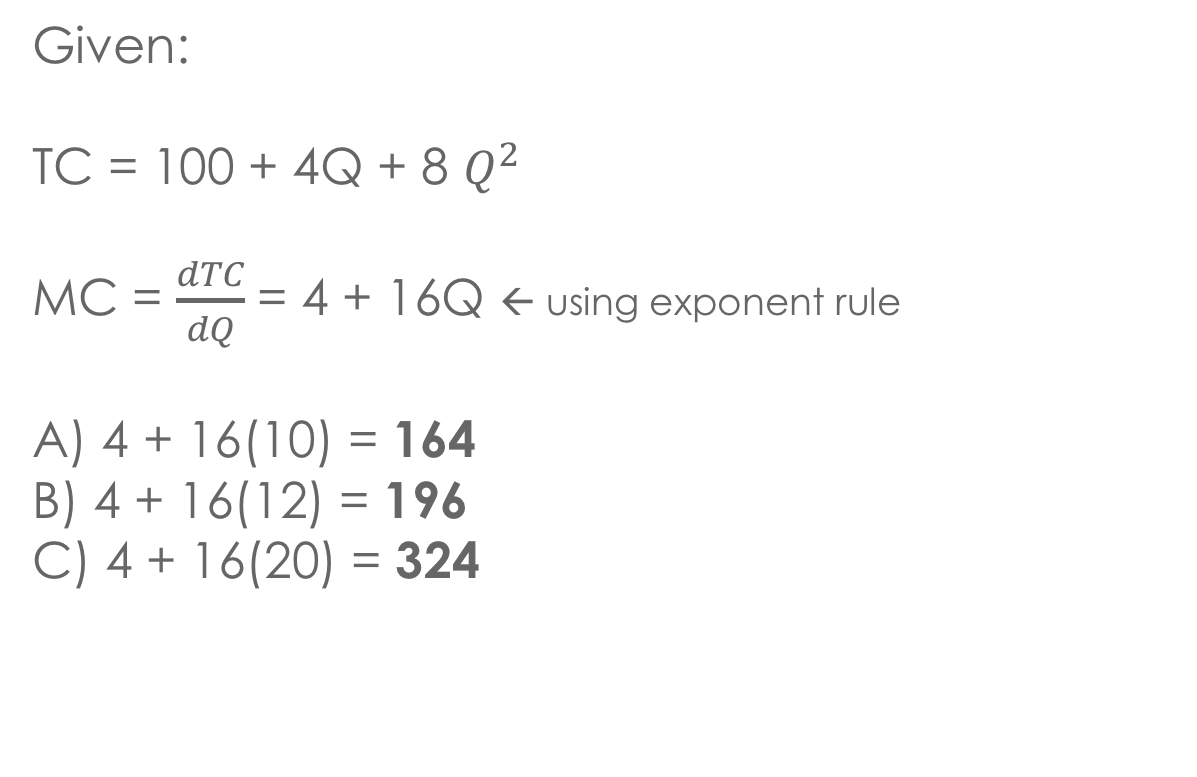 Given:
TC = 100 + 4Q + 8 Q²
MC = dTC/dQ = 4 + 16Q ← using exponent rule
A) 4 + 16(10) = 164
B) 4 + 16(12) = 196
C) 4 + 16(20) = 324